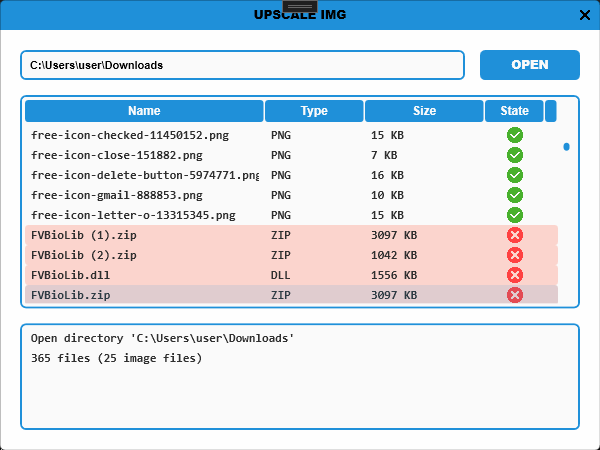 UPSCALE IMG
C:\Users\user\Downloads
OPEN
Name Type Size State
free-icon-checked-11450152.png PNG 15 KB
free-icon-close-151882.png PNG 7 KB
free-icon-delete-button-5974771.png PNG 16 KB
free-icon-gmail-888853.png PNG 10 KB
free-icon-letter-o-13315345.png PNG 15 KB
FVBioLib (1).zip ZIP 3097 KB
FVBioLib (2).zip ZIP 1042 KB
FVBioLib.dll DLL 1556 KB
FVBioLib.zip ZIP 3097 KB
Open directory 'C:\Users\user\Downloads'
365 files (25 image files)